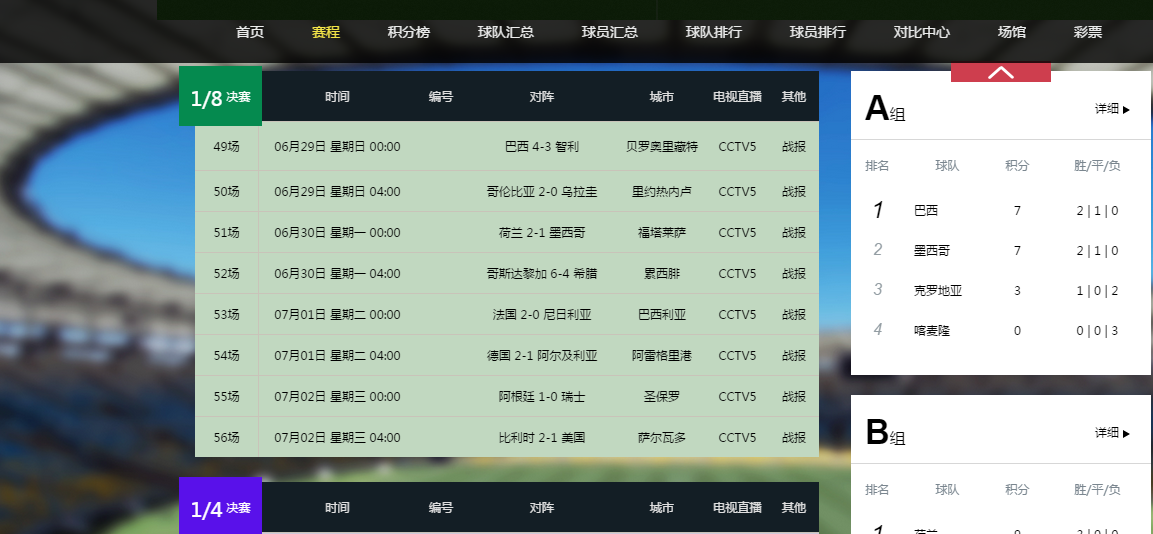 首页 赛程 积分榜 球队汇总 球员汇总 球队排行 球员排行 对比中心 场馆 彩票
1/8 决赛 时间 编号 对阵 城市 电视直播 其他
49场 06月29日 星期日 00:00 巴西 4-3 智利 贝罗奥里藏特 CCTV5 战报
50场 06月29日 星期日 04:00 哥伦比亚 2-0 乌拉圭 里约热内卢 CCTV5 战报
51场 06月30日 星期一 00:00 荷兰 2-1 墨西哥 福塔莱萨 CCTV5 战报
52场 06月30日 星期一 04:00 哥斯达黎加 6-4 希腊 累西腓 CCTV5 战报
53场 07月01日 星期二 00:00 法国 2-0 尼日利亚 巴西利亚 CCTV5 战报
54场 07月01日 星期二 04:00 德国 2-1 阿尔及利亚 阿雷格里港 CCTV5 战报
55场 07月02日 星期三 00:00 阿根廷 1-0 瑞士 圣保罗 CCTV5 战报
56场 07月02日 星期三 04:00 比利时 2-1 美国 萨尔瓦多 CCTV5 战报
1/4 决赛 时间 编号 对阵 城市 电视直播 其他
A组 详细
排名 球队 积分 胜/平/负
1 巴西 7 2 | 1 | 0
2 墨西哥 7 2 | 1 | 0
3 克罗地亚 3 1 | 0 | 2
4 喀麦隆 0 0 | 0 | 3
B组 详细
排名 球队 积分 胜/平/负
1 荷兰 9 3 | 0 | 0